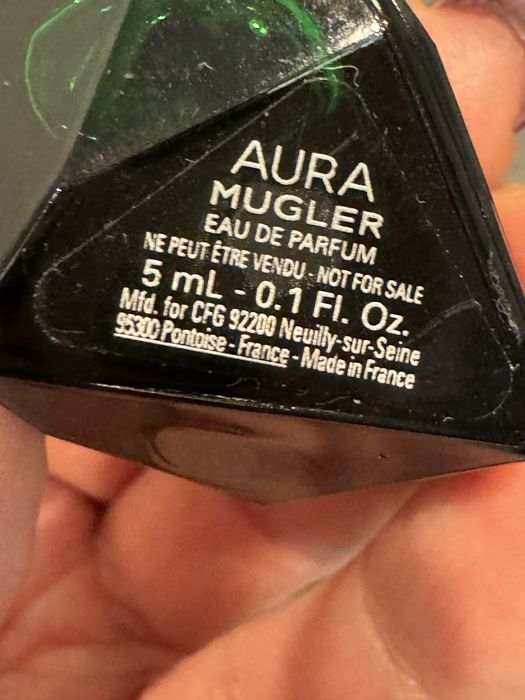 AURA
MUGLER
EAU DE PARFUM
NE PEUT ÊTRE VENDU - NOT FOR SALE
5 mL - 0.1 Fl. Oz.
Mfd. for CFG 92200 Neuilly-sur-Seine
95300 Pontoise - France - Made in France